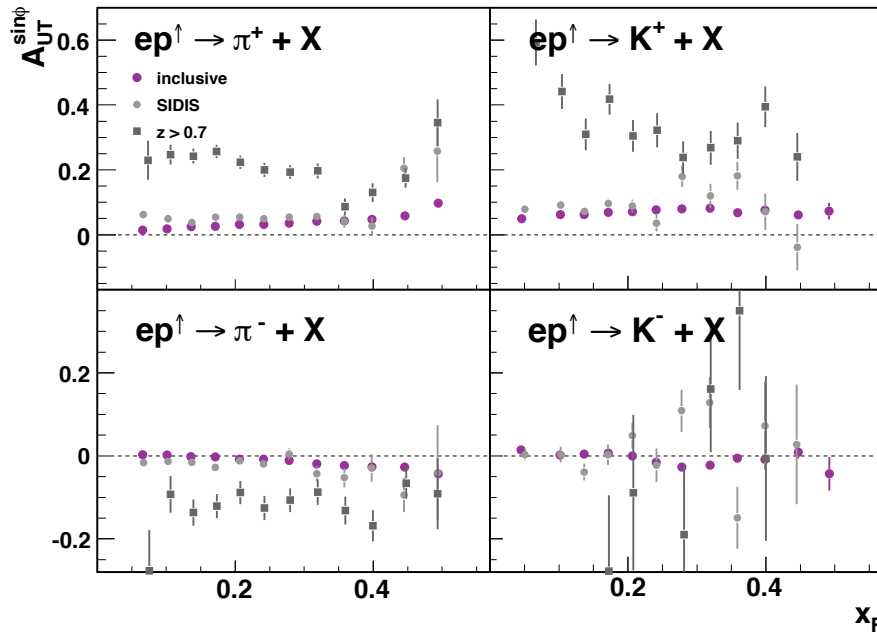 A_UT^sinφ
ep↑ → π⁺ + X
ep↑ → K⁺ + X
inclusive
SIDIS
z > 0.7
0.6
0.4
0.2
0
ep↑ → π⁻ + X
ep↑ → K⁻ + X
0.2
0
-0.2
0.2 0.4 0.2 0.4
x_F